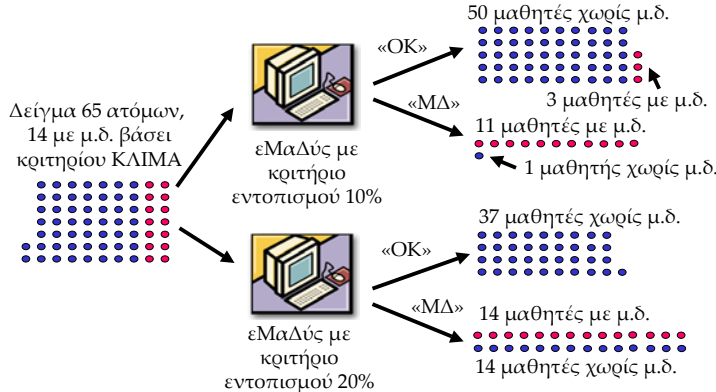 Δείγμα 65 ατόμων,
14 με μ.δ. βάσει
κριτηρίου ΚΛΙΜΑ
εΜαΔύς με
κριτήριο
εντοπισμού 10%
«ΟΚ»
50 μαθητές χωρίς μ.δ.
3 μαθητές με μ.δ.
«ΜΔ»
11 μαθητές με μ.δ.
1 μαθητής χωρίς μ.δ.
εΜαΔύς με
κριτήριο
εντοπισμού 20%
«ΟΚ»
37 μαθητές χωρίς μ.δ.
«ΜΔ»
14 μαθητές με μ.δ.
14 μαθητές χωρίς μ.δ.